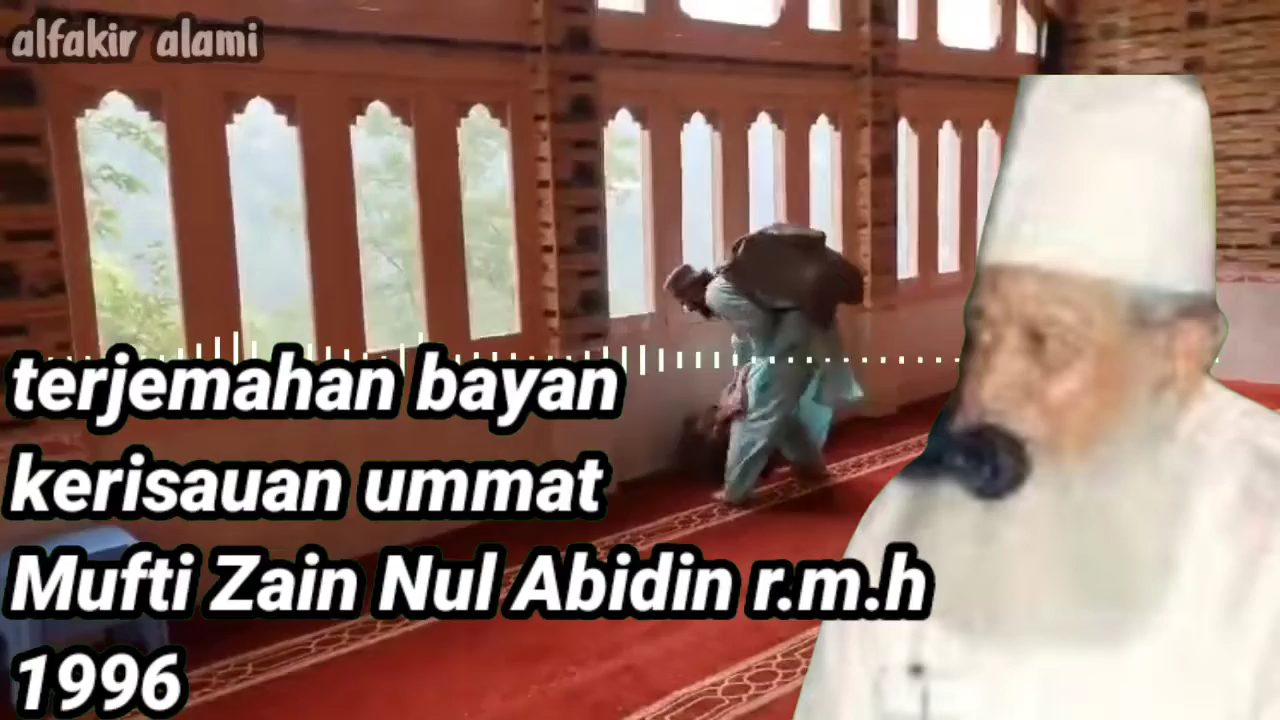 alfakir alami
terjemahan bayan
kerisauan ummat
Mufti Zain Nul Abidin r.m.h
1996